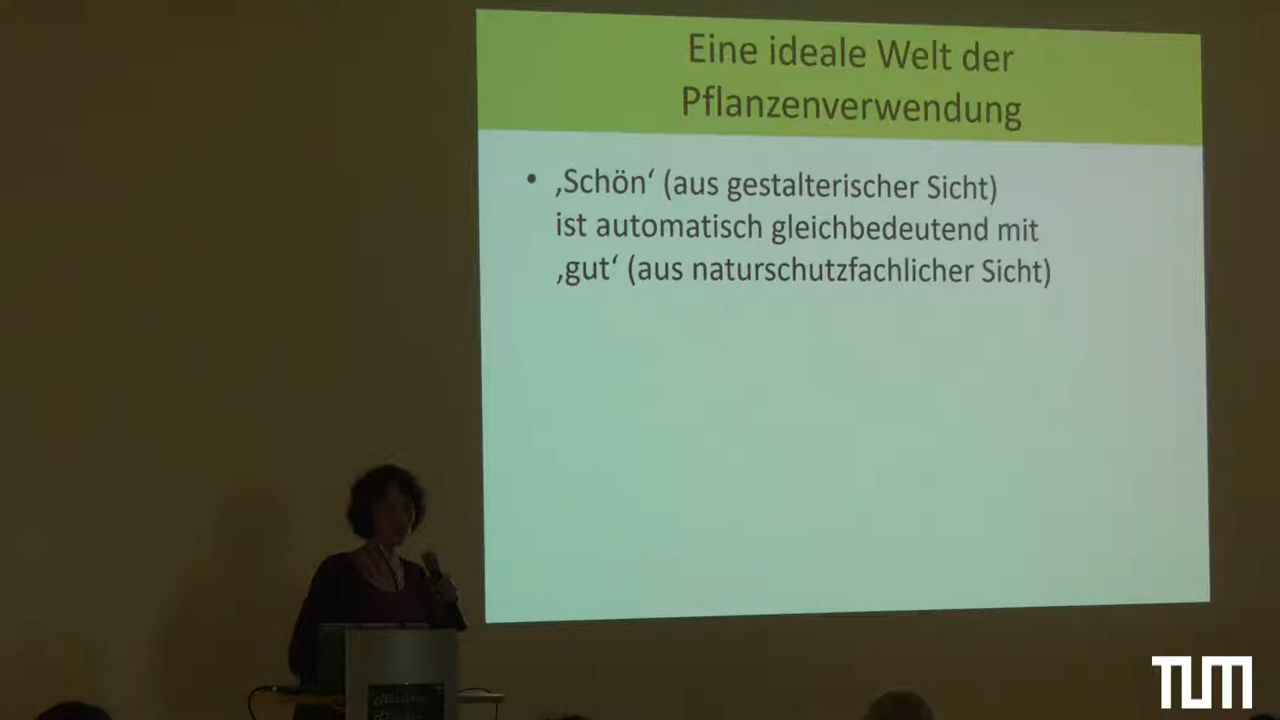 Eine ideale Welt der
Pflanzenverwendung
• ‚Schön‘ (aus gestalterischer Sicht)
ist automatisch gleichbedeutend mit
‚gut‘ (aus naturschutzfachlicher Sicht)
TUM